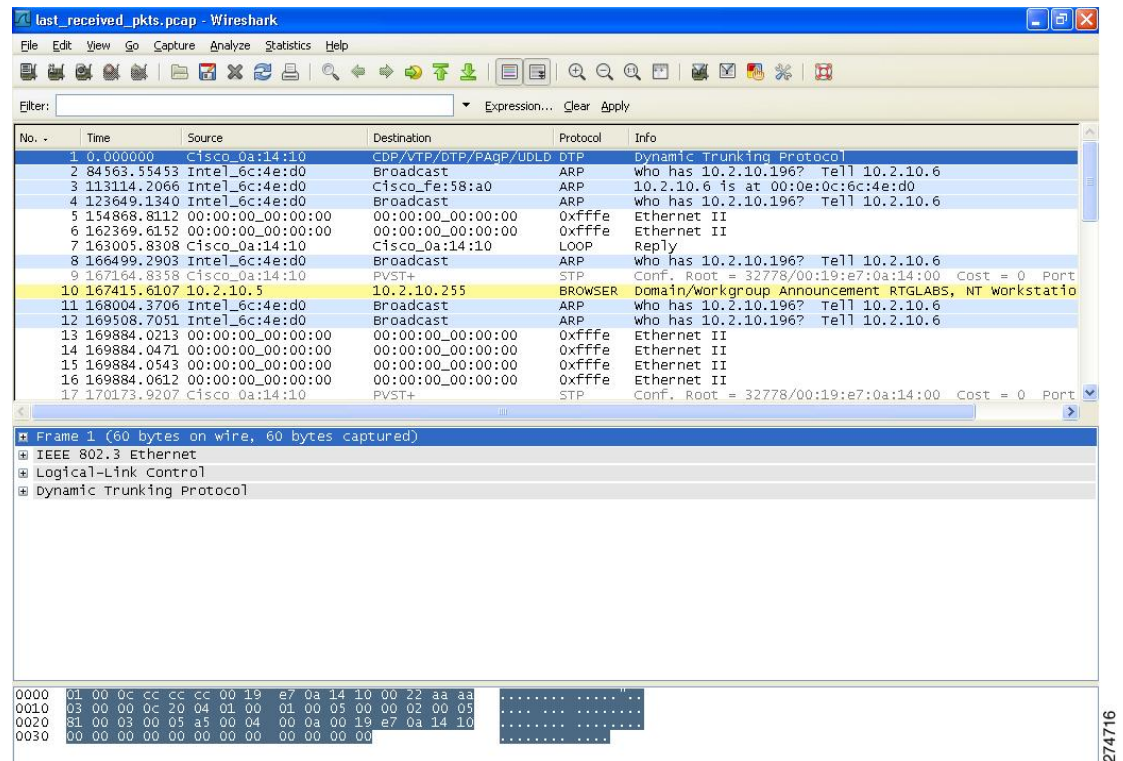 last_received_pkts.pcap - Wireshark
File Edit View Go Capture Analyze Statistics Help
Filter: Expression... Clear Apply
No. - Time Source Destination Protocol Info
1 0.000000 Cisco_0a:14:10 CDP/VTP/DTP/PAgP/UDLD DTP Dynamic Trunking Protocol
2 84563.55453 Intel_6c:4e:d0 Broadcast ARP who has 10.2.10.196? Tell 10.2.10.6
3 113114.2066 Intel_6c:4e:d0 Cisco_fe:58:a0 ARP 10.2.10.6 is at 00:0e:0c:6c:4e:d0
4 123649.1340 Intel_6c:4e:d0 Broadcast ARP who has 10.2.10.196? Tell 10.2.10.6
5 154868.8112 00:00:00_00:00:00 00:00:00_00:00:00 0xfffe Ethernet II
6 162369.6152 00:00:00_00:00:00 00:00:00_00:00:00 0xfffe Ethernet II
7 163005.8308 Cisco_0a:14:10 Cisco_0a:14:10 LOOP Reply
8 166499.2903 Intel_6c:4e:d0 Broadcast ARP who has 10.2.10.196? Tell 10.2.10.6
9 167164.8358 Cisco_0a:14:10 PVST+ STP Conf. Root = 32778/00:19:e7:0a:14:00 Cost = 0 Port
10 167415.6107 10.2.10.5 10.2.10.255 BROWSER Domain/Workgroup Announcement RTGLABS, NT Workstatio
11 168004.3706 Intel_6c:4e:d0 Broadcast ARP who has 10.2.10.196? Tell 10.2.10.6
12 169508.7051 Intel_6c:4e:d0 Broadcast ARP who has 10.2.10.196? Tell 10.2.10.6
13 169884.0213 00:00:00_00:00:00 00:00:00_00:00:00 0xfffe Ethernet II
14 169884.0471 00:00:00_00:00:00 00:00:00_00:00:00 0xfffe Ethernet II
15 169884.0543 00:00:00_00:00:00 00:00:00_00:00:00 0xfffe Ethernet II
16 169884.0612 00:00:00_00:00:00 00:00:00_00:00:00 0xfffe Ethernet II
17 170173.9207 Cisco_0a:14:10 PVST+ STP Conf. Root = 32778/00:19:e7:0a:14:00 Cost = 0 Port
Frame 1 (60 bytes on wire, 60 bytes captured)
IEEE 802.3 Ethernet
Logical-Link Control
Dynamic Trunking Protocol
0000 01 00 0c cc cc cc 00 19 e7 0a 14 10 00 22 aa aa ........ .....".. 
0010 03 00 00 0c 20 04 01 00 01 00 05 00 00 02 00 05 .... ... ........
0020 81 00 03 00 05 a5 00 04 00 0a 00 19 e7 0a 14 10 ........ ........
0030 00 00 00 00 00 00 00 00 00 00 00 00 ........ ....
274716